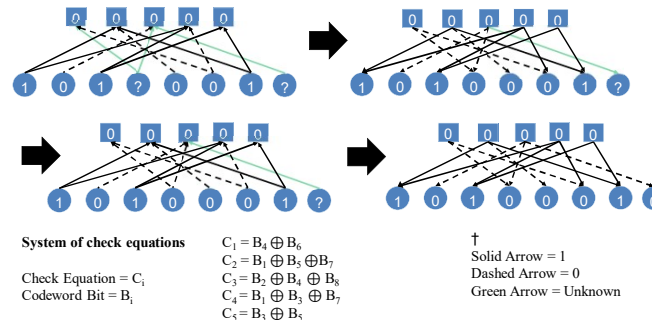 0 0 0 0 0 0 0 0 0 0
1 0 1 ? 0 0 1 ? 1 0 1 0 0 0 1 ?
0 0 0 0 0 0 0 0 0 0
1 0 1 0 0 0 1 ? 1 0 1 0 0 0 1 0
System of check equations
Check Equation = Cᵢ
Codeword Bit = Bᵢ
C₁ = B₄ ⊕ B₆
C₂ = B₁ ⊕ B₅ ⊕B₇
C₃ = B₂ ⊕ B₄ ⊕ B₈
C₄ = B₁ ⊕ B₃ ⊕ B₇
C₅ = B₃ ⊕ B₅
†
Solid Arrow = 1
Dashed Arrow = 0
Green Arrow = Unknown